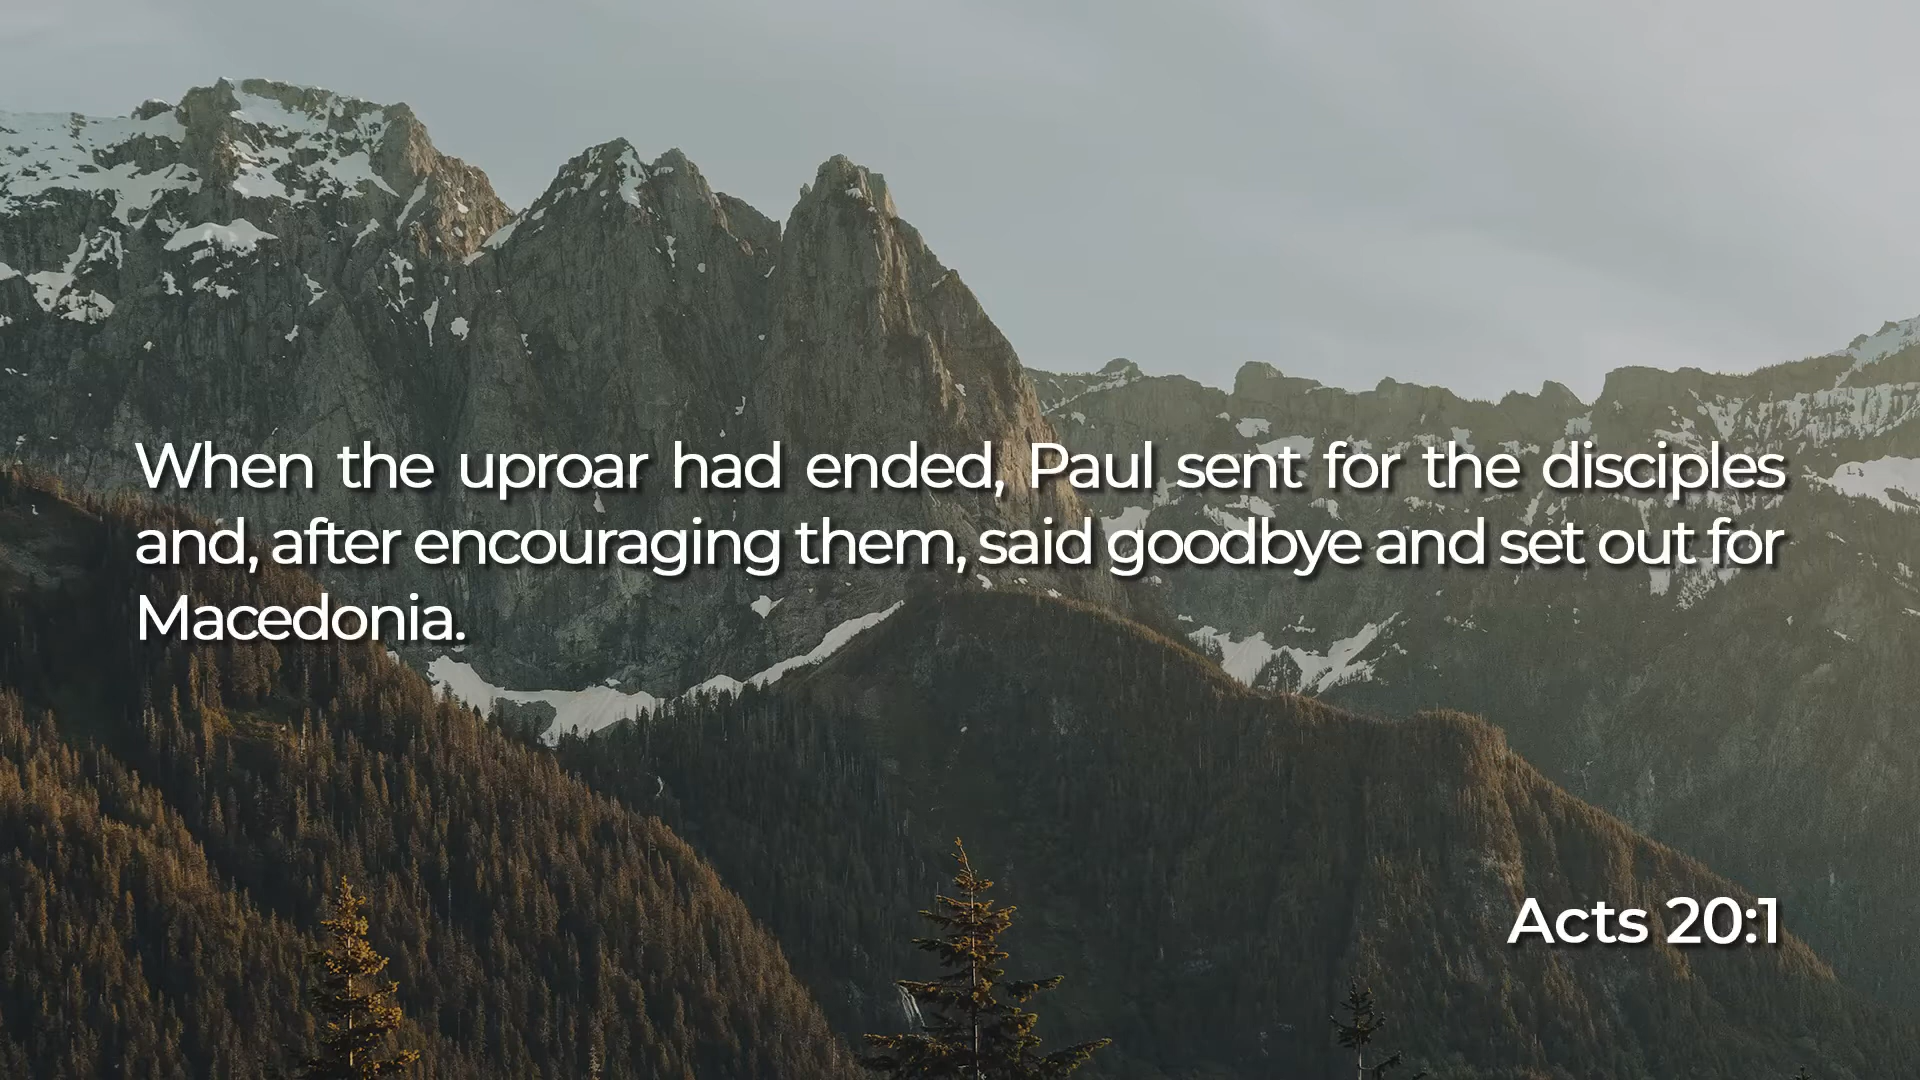 When the uproar had ended, Paul sent for the disciples
and, after encouraging them, said goodbye and set out for
Macedonia.
Acts 20:1